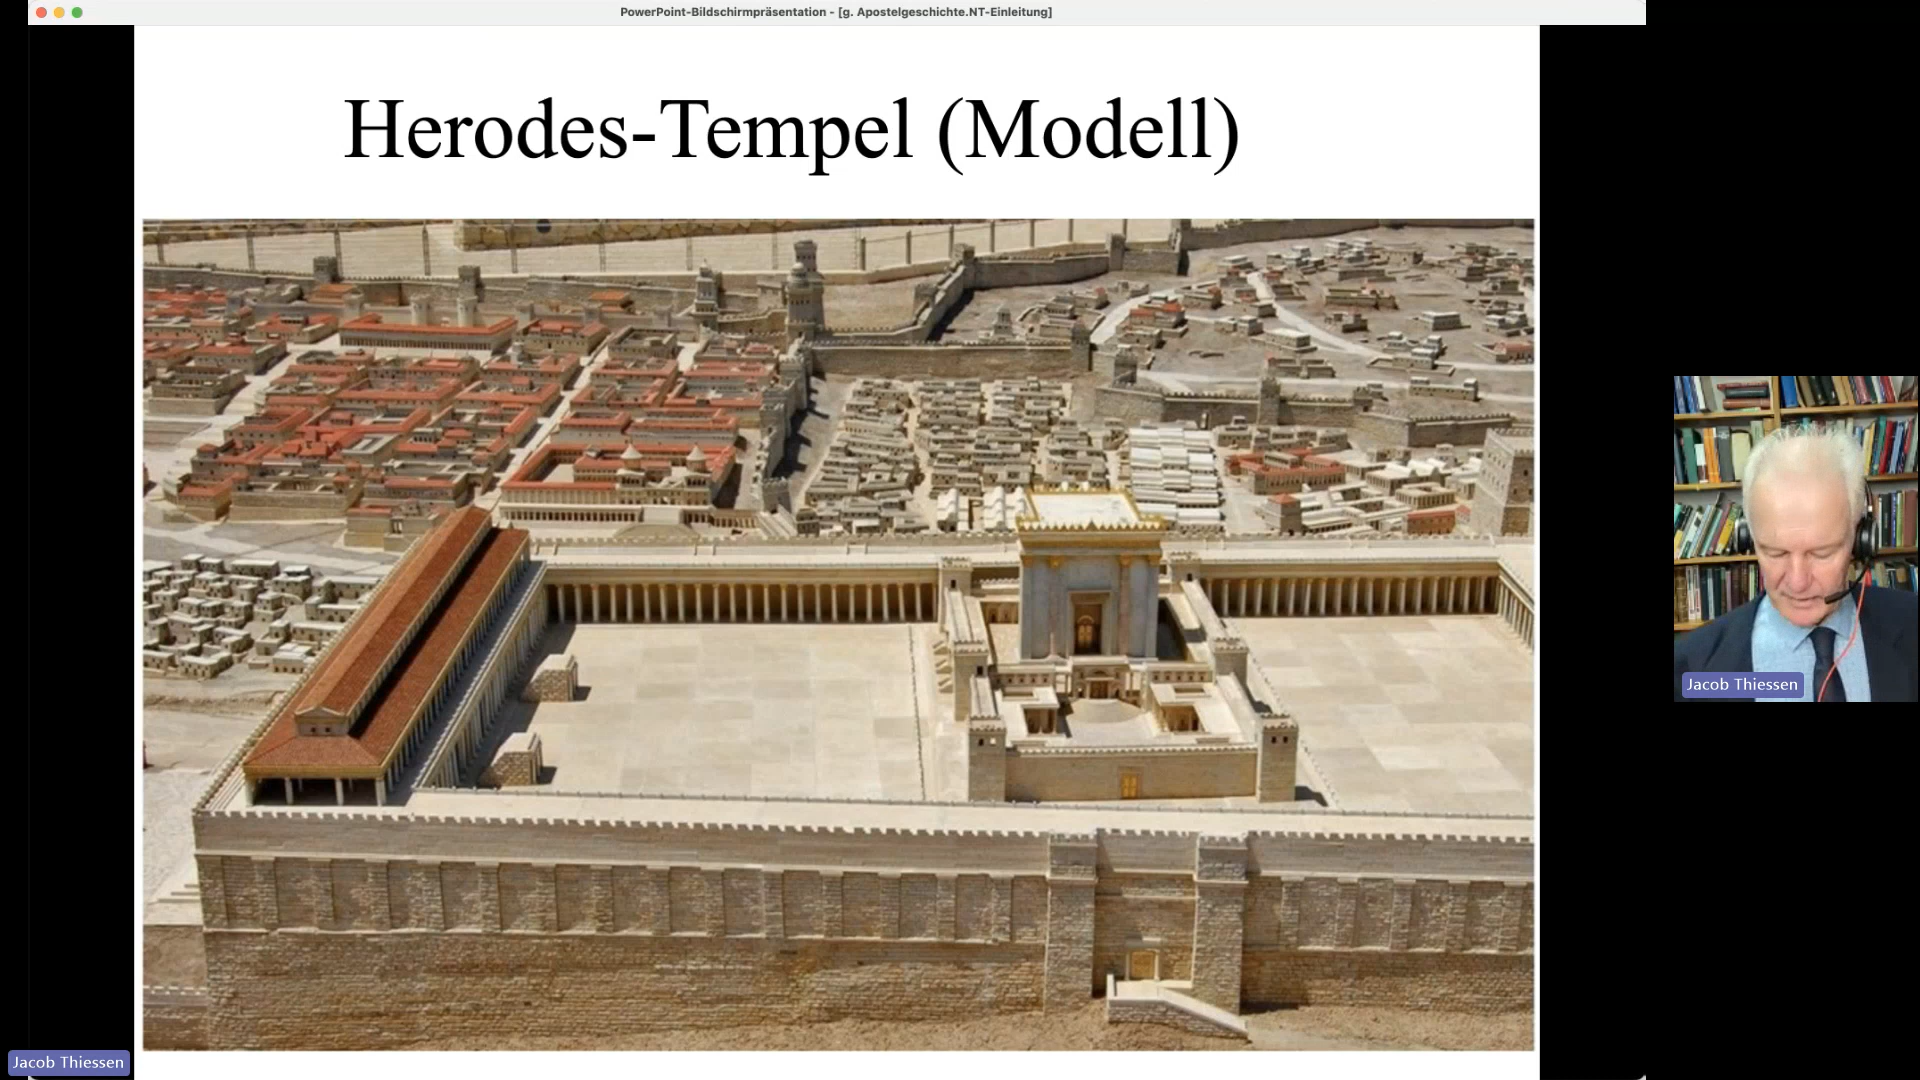 PowerPoint-Bildschirmpräsentation - [g. Apostelgeschichte.NT-Einleitung]
Herodes-Tempel (Modell)
Jacob Thiessen
Jacob Thiessen